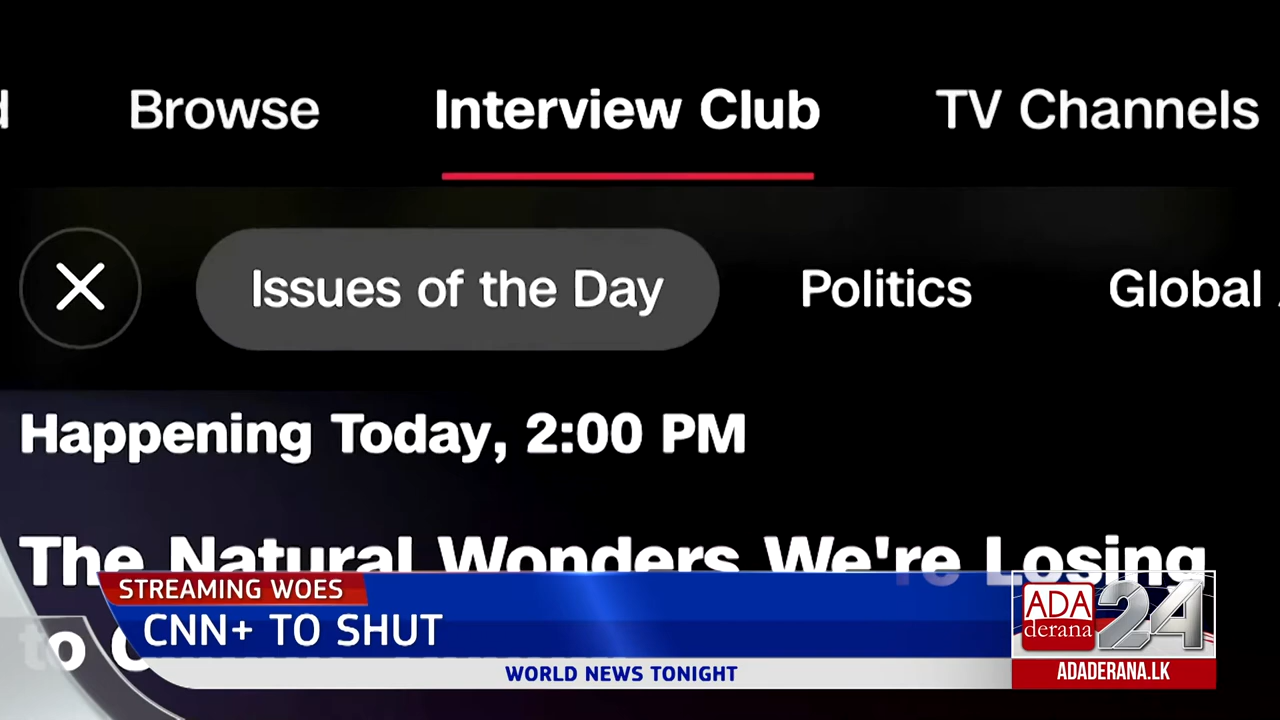 Browse Interview Club TV Channels
Issues of the Day Politics Global
Happening Today, 2:00 PM
The Natural Wonders We're Losing
to
STREAMING WOES
CNN+ TO SHUT
WORLD NEWS TONIGHT
ADA
derana
24
ADADERANA.LK